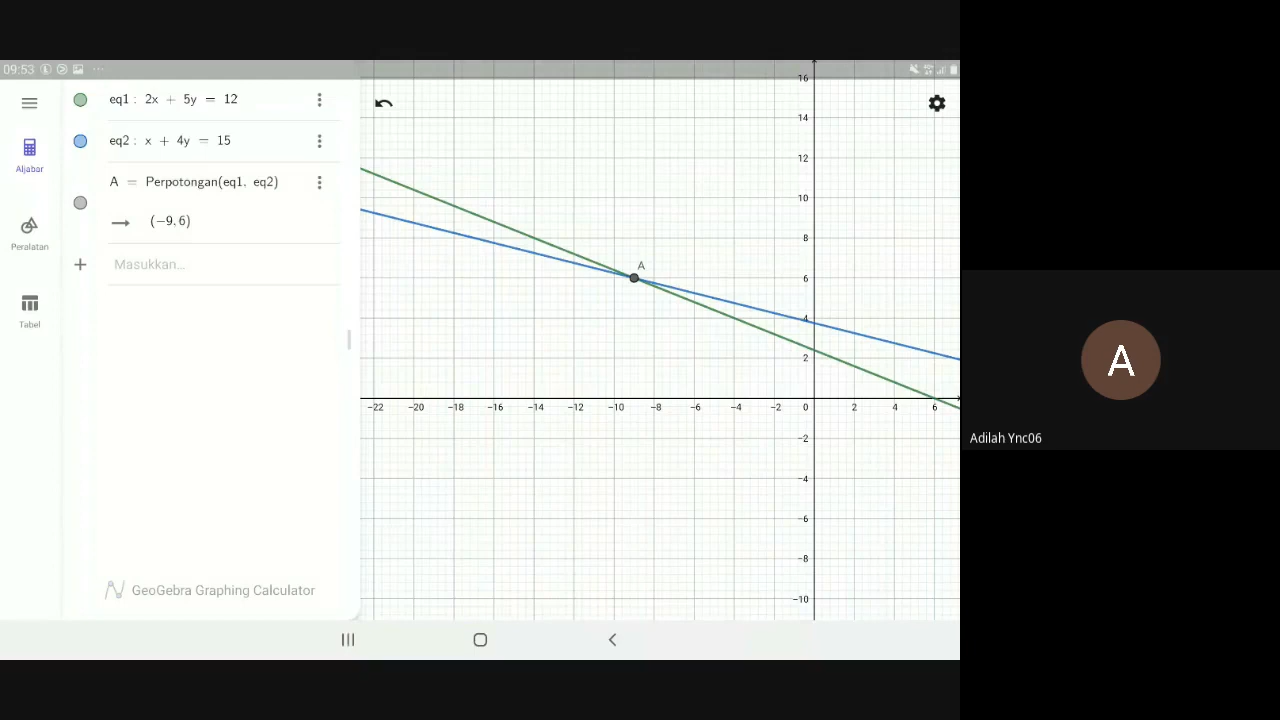 09:53
eq1 : 2x + 5y = 12
eq2 : x + 4y = 15
Aljabar
A = Perpotongan(eq1, eq2)
→ (−9, 6)
Peralatan
Masukkan...
Tabel
GeoGebra Graphing Calculator
A
16
14
12
10
8
6
4
2
−22 −20 −18 −16 −14 −12 −10 −8 −6 −4 −2 0 2 4 6
−2
−4
−6
−8
−10
A
Adilah Ync06